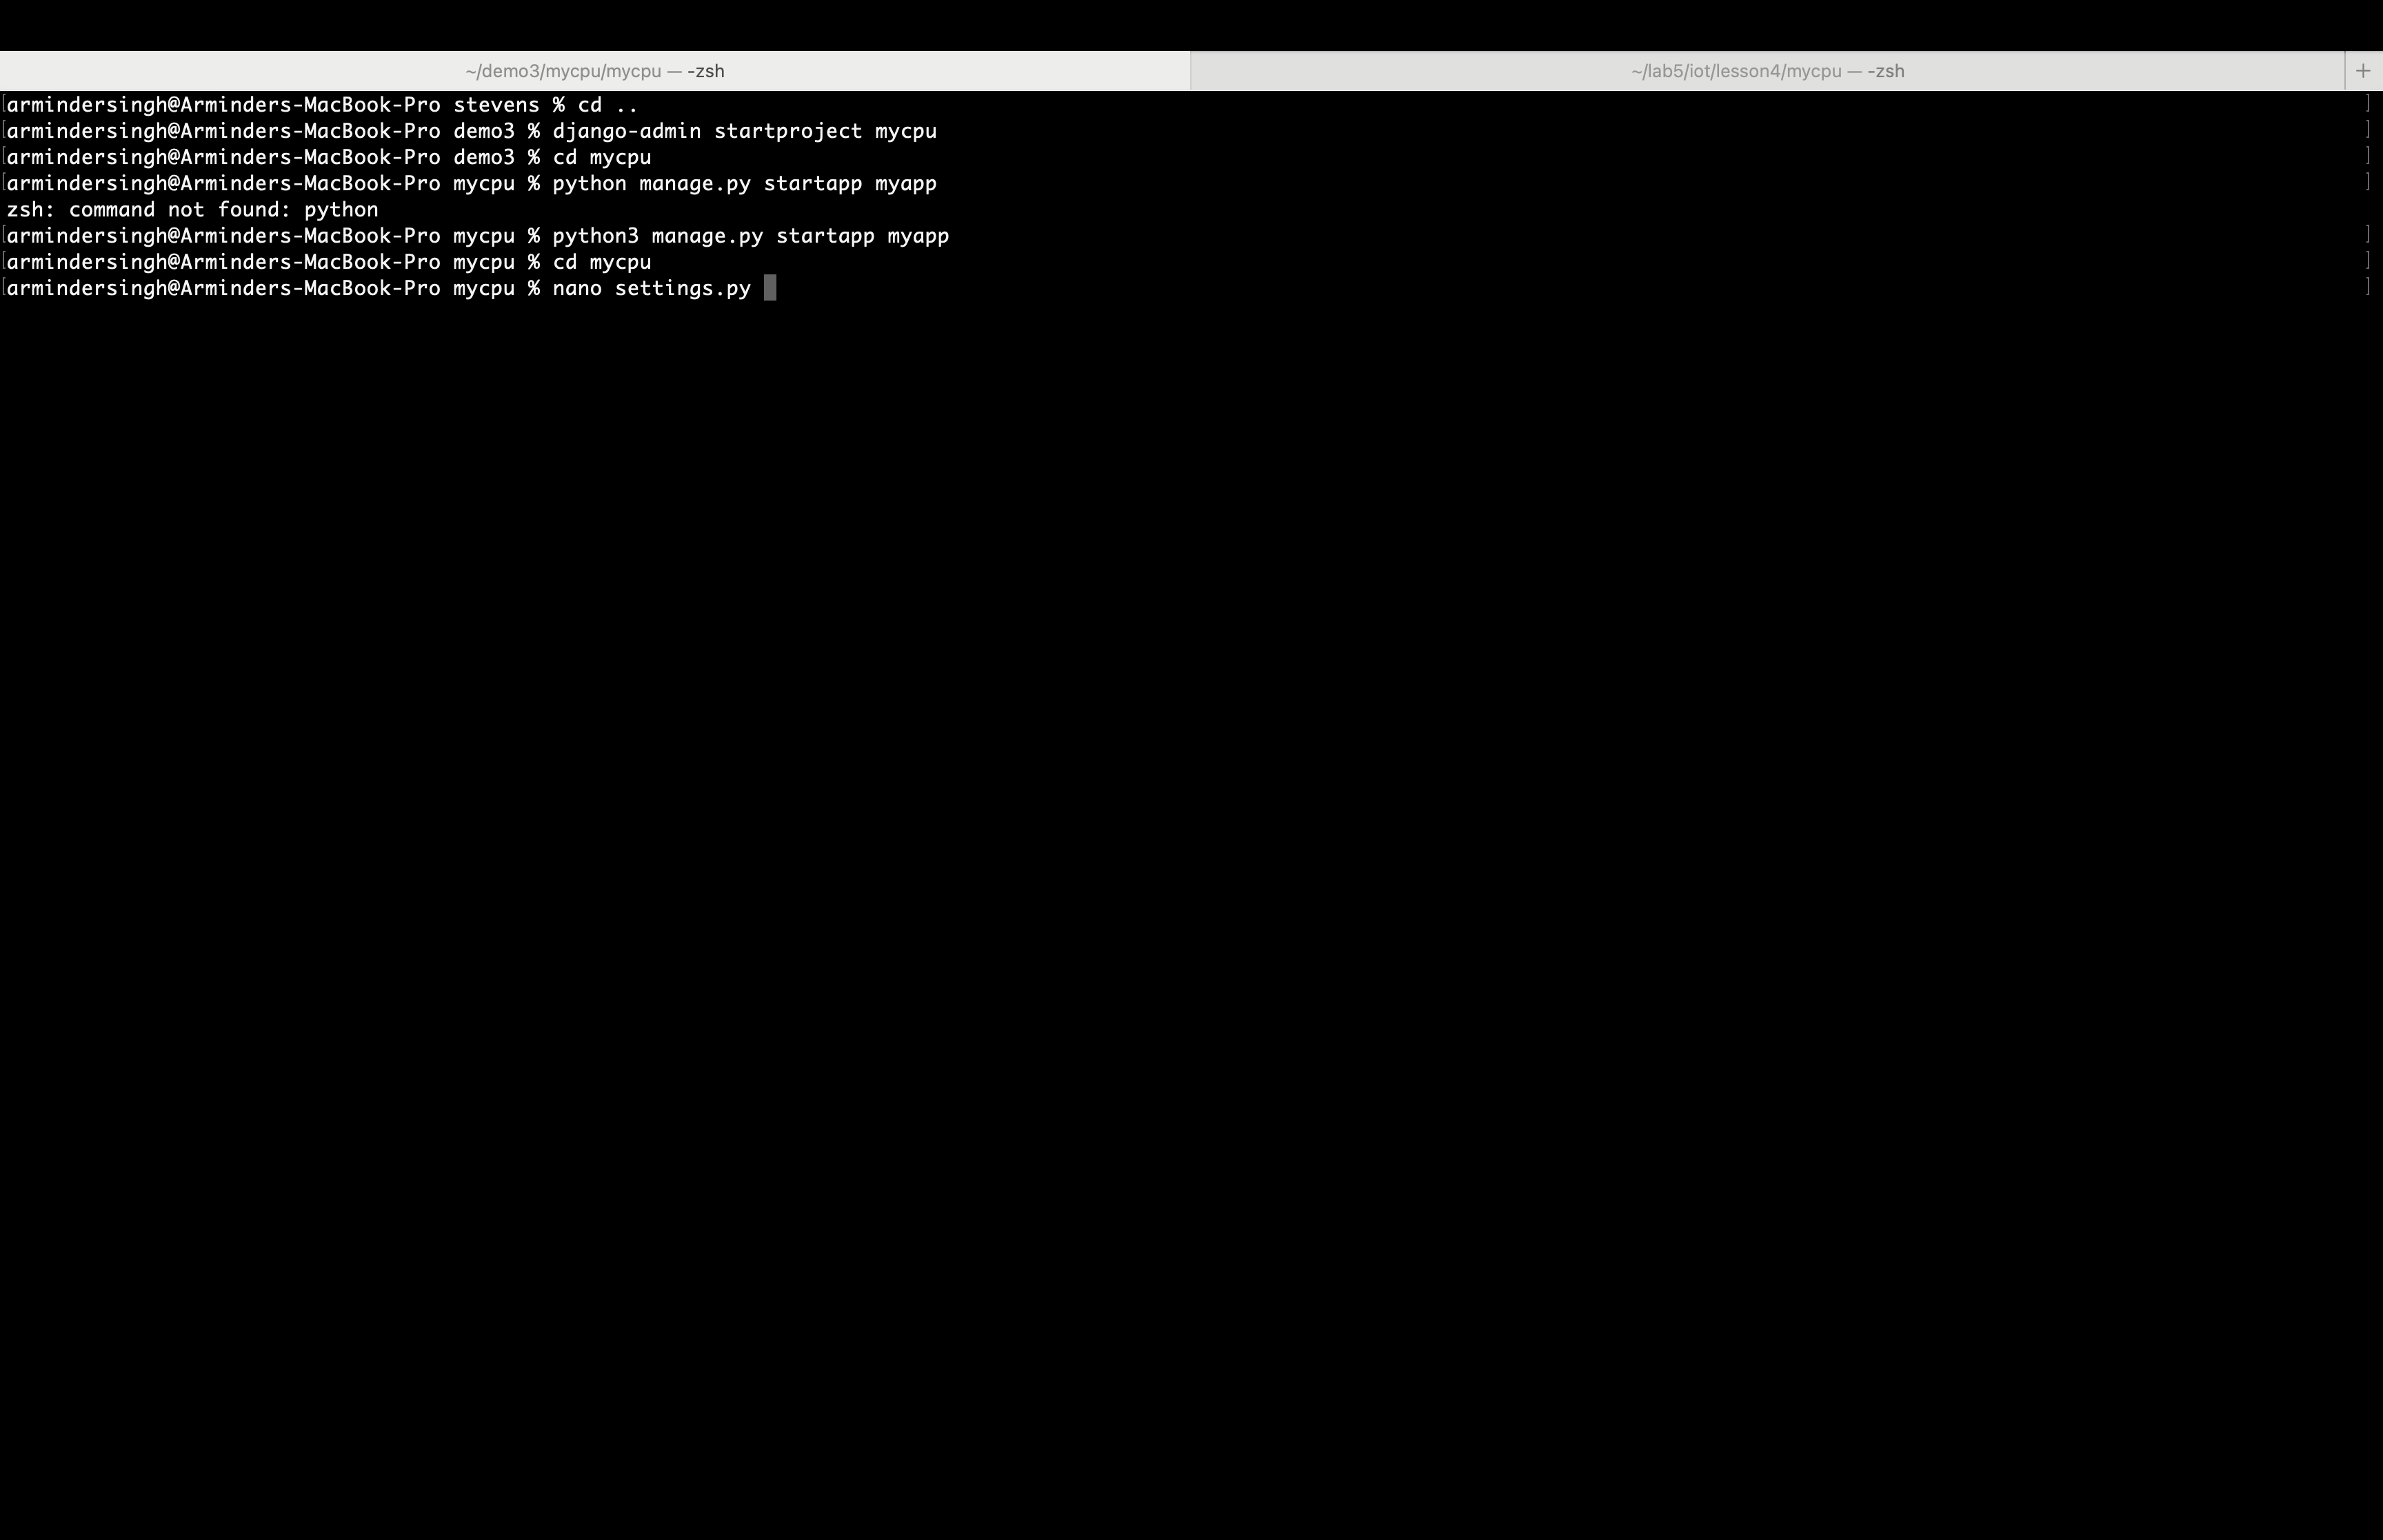 ~/demo3/mycpu/mycpu — -zsh
~/lab5/iot/lesson4/mycpu — -zsh
+
[armindersingh@Arminders-MacBook-Pro stevens % cd .. ]
[armindersingh@Arminders-MacBook-Pro demo3 % django-admin startproject mycpu ]
[armindersingh@Arminders-MacBook-Pro demo3 % cd mycpu ]
[armindersingh@Arminders-MacBook-Pro mycpu % python manage.py startapp myapp ]
zsh: command not found: python
[armindersingh@Arminders-MacBook-Pro mycpu % python3 manage.py startapp myapp ]
[armindersingh@Arminders-MacBook-Pro mycpu % cd mycpu ]
[armindersingh@Arminders-MacBook-Pro mycpu % nano settings.py ]